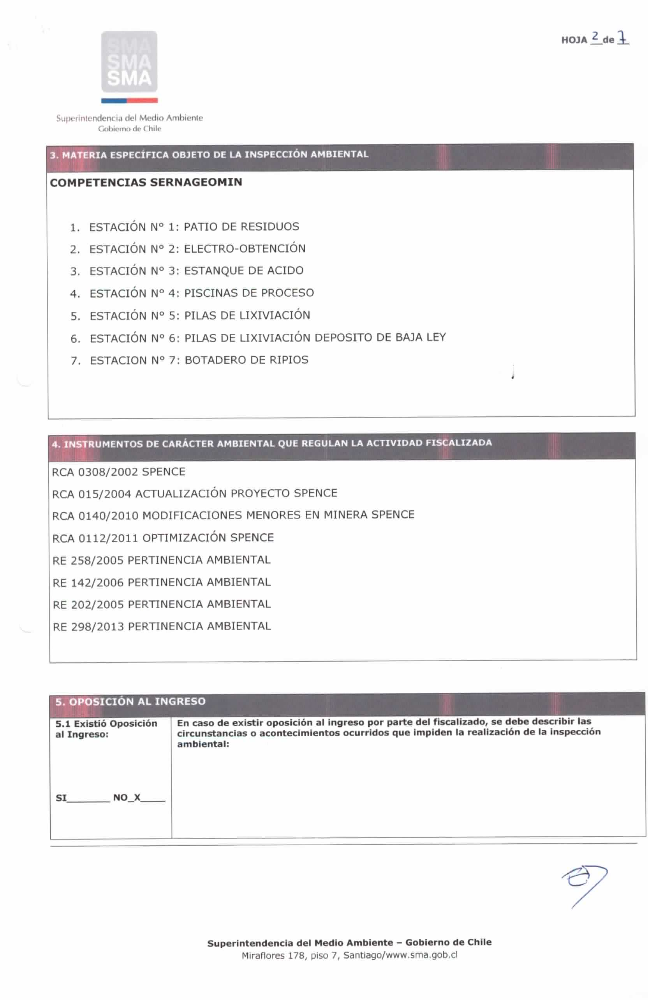 HOJA 2 de 7
SMA
SMA
SMA
Superintendencia del Medio Ambiente
Gobierno de Chile
3. MATERIA ESPECÍFICA OBJETO DE LA INSPECCIÓN AMBIENTAL
COMPETENCIAS SERNAGEOMIN
1. ESTACIÓN Nº 1: PATIO DE RESIDUOS
2. ESTACIÓN Nº 2: ELECTRO-OBTENCIÓN
3. ESTACIÓN Nº 3: ESTANQUE DE ACIDO
4. ESTACIÓN Nº 4: PISCINAS DE PROCESO
5. ESTACIÓN Nº 5: PILAS DE LIXIVIACIÓN
6. ESTACIÓN Nº 6: PILAS DE LIXIVIACIÓN DEPOSITO DE BAJA LEY
7. ESTACION Nº 7: BOTADERO DE RIPIOS
4. INSTRUMENTOS DE CARÁCTER AMBIENTAL QUE REGULAN LA ACTIVIDAD FISCALIZADA
RCA 0308/2002 SPENCE
RCA 015/2004 ACTUALIZACIÓN PROYECTO SPENCE
RCA 0140/2010 MODIFICACIONES MENORES EN MINERA SPENCE
RCA 0112/2011 OPTIMIZACIÓN SPENCE
RE 258/2005 PERTINENCIA AMBIENTAL
RE 142/2006 PERTINENCIA AMBIENTAL
RE 202/2005 PERTINENCIA AMBIENTAL
RE 298/2013 PERTINENCIA AMBIENTAL
5. OPOSICIÓN AL INGRESO
5.1 Existió Oposición
al Ingreso:
SI________ NO_X____
En caso de existir oposición al ingreso por parte del fiscalizado, se debe describir las
circunstancias o acontecimientos ocurridos que impiden la realización de la inspección
ambiental:
Superintendencia del Medio Ambiente – Gobierno de Chile
Miraflores 178, piso 7, Santiago/www.sma.gob.cl